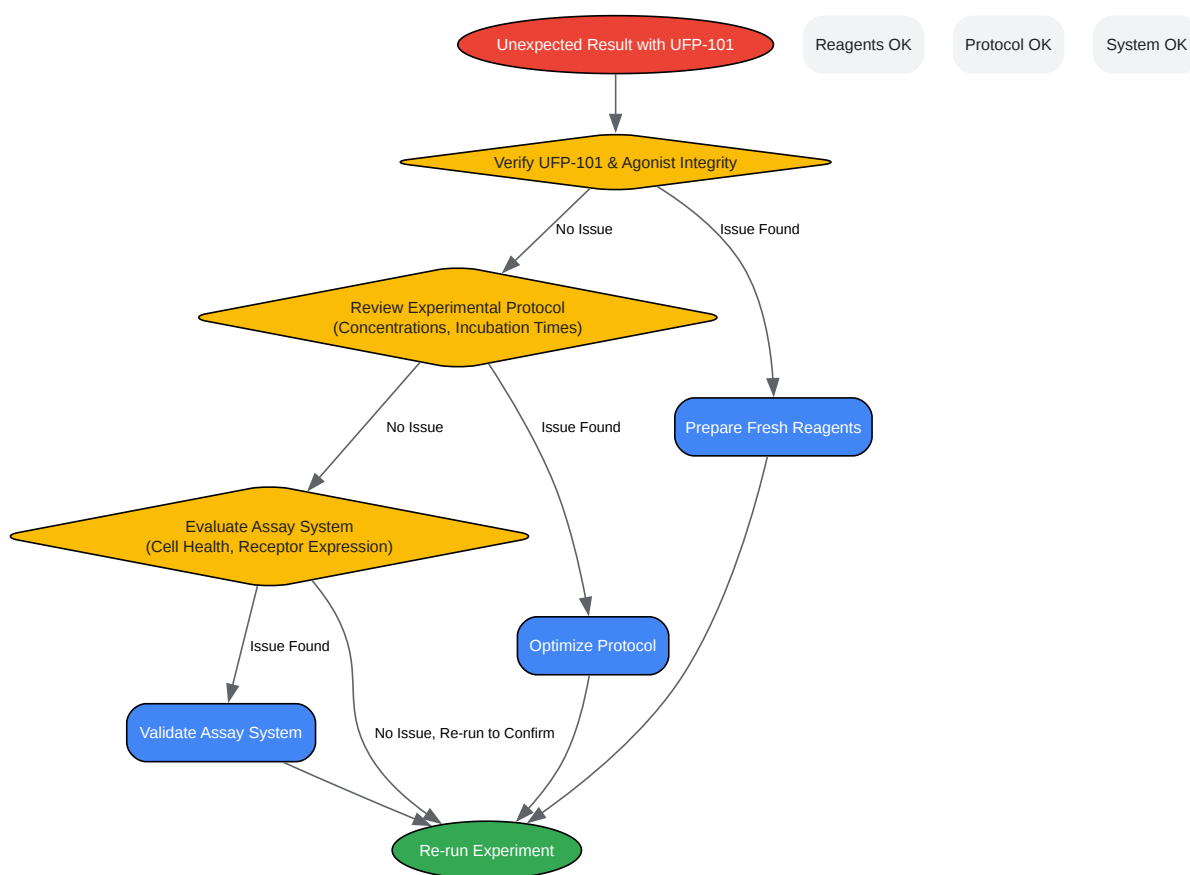 Unexpected Result with UFP-101
Reagents OK
Protocol OK
System OK
Verify UFP-101 & Agonist Integrity
No Issue
Issue Found
Review Experimental Protocol
(Concentrations, Incubation Times)
No Issue
Issue Found
Prepare Fresh Reagents
Evaluate Assay System
(Cell Health, Receptor Expression)
Issue Found
Optimize Protocol
Validate Assay System
No Issue, Re-run to Confirm
Re-run Experiment